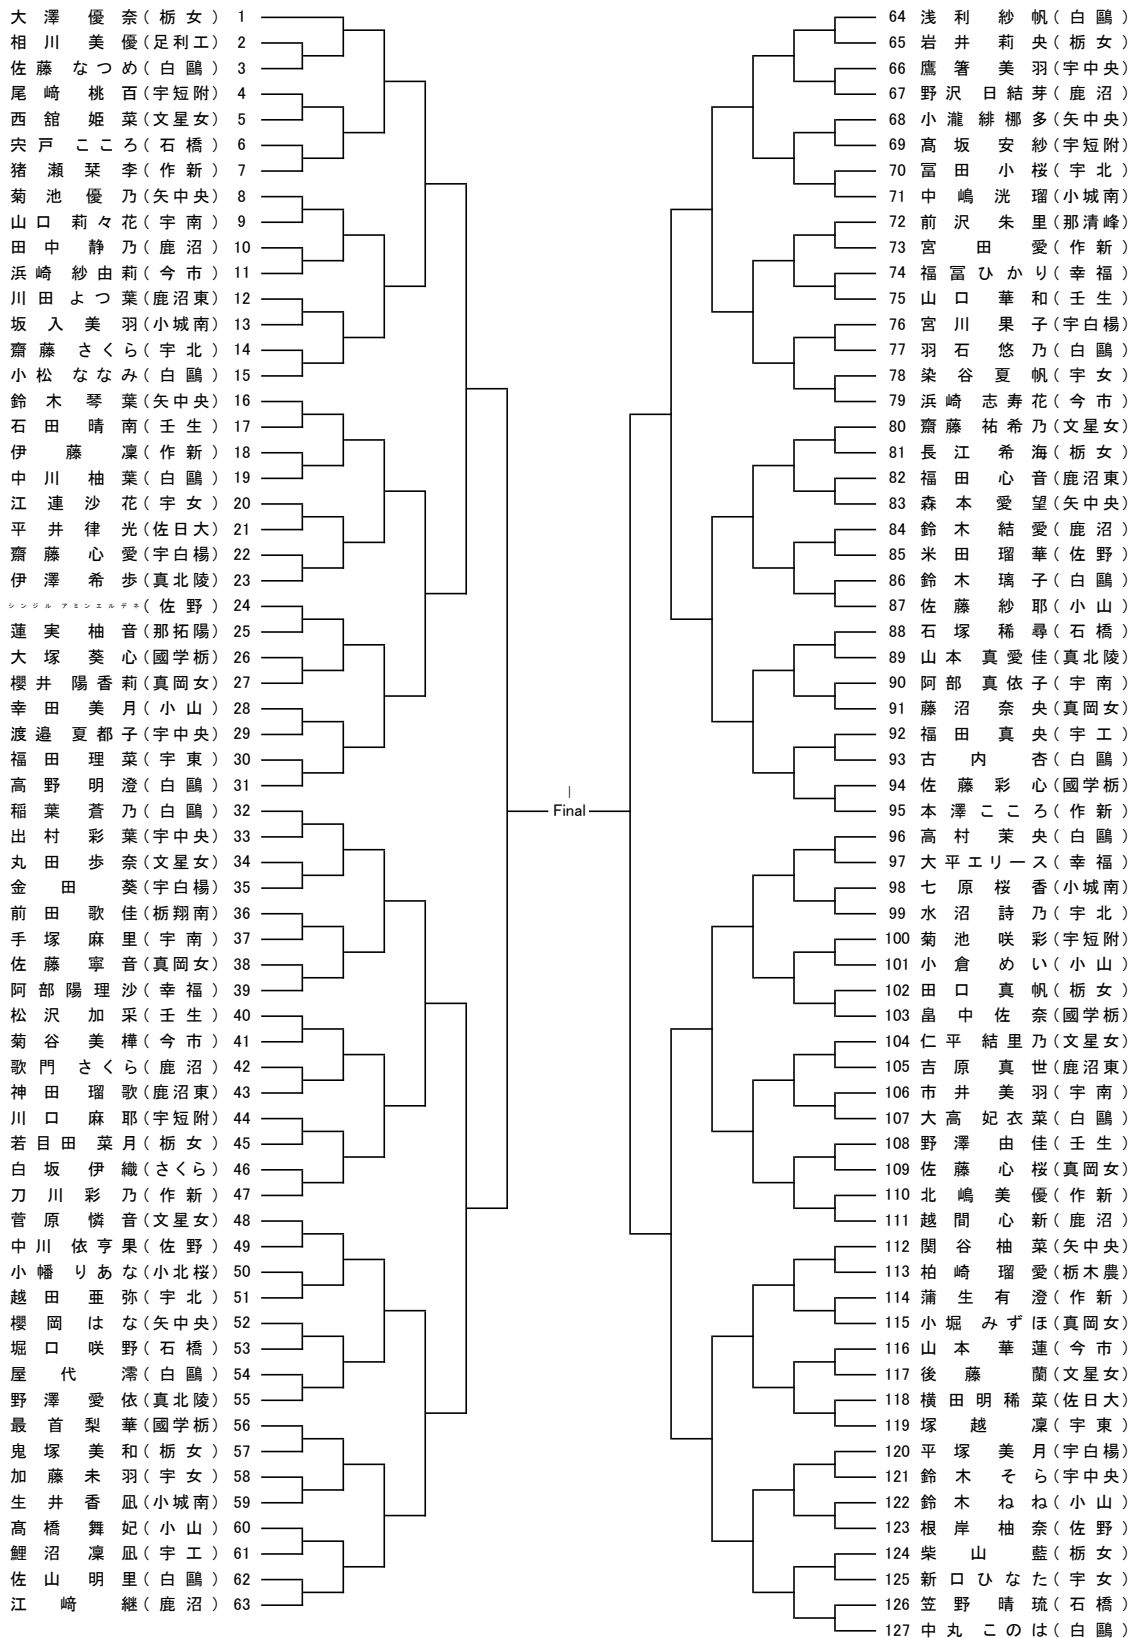 大澤 優奈(栃女) 1
相川 美優(足利工) 2
佐藤 なつめ(白鷗) 3
尾﨑 桃百(宇短附) 4
西舘 姫菜(文星女) 5
宍戸 こころ(石橋) 6
猪瀬 栞李(作新) 7
菊池 優乃(矢中央) 8
山口 莉々花(宇南) 9
田中 静乃(鹿沼) 10
浜崎 紗由莉(今市) 11
川田 よつ葉(鹿沼東) 12
坂入 美羽(小城南) 13
齋藤 さくら(宇北) 14
小松 ななみ(白鷗) 15
鈴木 琴葉(矢中央) 16
石田 晴南(壬生) 17
伊藤 凜(作新) 18
中川 柚葉(白鷗) 19
江連 沙花(宇女) 20
平井 律光(佐日大) 21
齋藤 心愛(宇白楊) 22
伊澤 希歩(真北陵) 23
シンジル アミンエルデネ(佐野) 24
蓮実 柚音(那拓陽) 25
大塚 葵心(國学栃) 26
櫻井 陽香莉(真岡女) 27
幸田 美月(小山) 28
渡邉 夏都子(宇中央) 29
福田 理菜(宇東) 30
高野 明澄(白鷗) 31
稲葉 蒼乃(白鷗) 32
出村 彩葉(宇中央) 33
丸田 歩奈(文星女) 34
金田 葵(宇白楊) 35
前田 歌佳(栃翔南) 36
手塚 麻里(宇南) 37
佐藤 寧音(真岡女) 38
阿部 陽理沙(幸福) 39
松沢 加采(壬生) 40
菊谷 美樺(今市) 41
歌門 さくら(鹿沼) 42
神田 瑠歌(鹿沼東) 43
川口 麻耶(宇短附) 44
若目田 菜月(栃女) 45
白坂 伊織(さくら) 46
刀川 彩乃(作新) 47
菅原 憐音(文星女) 48
中川 依亨果(佐野) 49
小幡 りあな(小北桜) 50
越田 亜弥(宇北) 51
櫻岡 はな(矢中央) 52
堀口 咲野(石橋) 53
屋代 澪(白鷗) 54
野澤 愛依(真北陵) 55
最首 梨華(國学栃) 56
鬼塚 美和(栃女) 57
加藤 未羽(宇女) 58
生井 香凪(小城南) 59
髙橋 舞妃(小山) 60
鯉沼 凜凪(宇工) 61
佐山 明里(白鷗) 62
江﨑 継(鹿沼) 63
Final
64 浅利 紗帆(白鷗)
65 岩井 莉央(栃女)
66 鷹箸 美羽(宇中央)
67 野沢 日結芽(鹿沼)
68 小瀧 緋梛多(矢中央)
69 髙坂 安紗(宇短附)
70 冨田 小桜(宇北)
71 中嶋 洸瑠(小城南)
72 前沢 朱里(那清峰)
73 宮田 愛(作新)
74 福冨 ひかり(幸福)
75 山口 華和(壬生)
76 宮川 果子(宇白楊)
77 羽石 悠乃(白鷗)
78 染谷 夏帆(宇女)
79 浜崎 志寿花(今市)
80 齋藤 祐希乃(文星女)
81 長江 希海(栃女)
82 福田 心音(鹿沼東)
83 森本 愛望(矢中央)
84 鈴木 結愛(鹿沼)
85 米田 瑠華(佐野)
86 鈴木 璃子(白鷗)
87 佐藤 紗耶(小山)
88 石塚 稀尋(石橋)
89 山本 真愛佳(真北陵)
90 阿部 真依子(宇南)
91 藤沼 奈央(真岡女)
92 福田 真央(宇工)
93 古内 杏(白鷗)
94 佐藤 彩心(國学栃)
95 本澤 こころ(作新)
96 高村 茉央(白鷗)
97 大平 エリース(幸福)
98 七原 桜香(小城南)
99 水沼 詩乃(宇北)
100 菊池 咲彩(宇短附)
101 小倉 めい(小山)
102 田口 真帆(栃女)
103 畠中 佐奈(國学栃)
104 仁平 結里乃(文星女)
105 吉原 真世(鹿沼東)
106 市井 美羽(宇南)
107 大高 妃衣菜(白鷗)
108 野澤 由佳(壬生)
109 佐藤 心桜(真岡女)
110 北嶋 美優(作新)
111 越間 心新(鹿沼)
112 関谷 柚菜(矢中央)
113 柏崎 瑠愛(栃木農)
114 蒲生 有澄(作新)
115 小堀 みずほ(真岡女)
116 山本 華蓮(今市)
117 後藤 蘭(文星女)
118 横田 明稀菜(佐日大)
119 塚越 凜(宇東)
120 平塚 美月(宇白楊)
121 鈴木 そら(宇中央)
122 鈴木 ねね(小山)
123 根岸 柚奈(佐野)
124 柴山 藍(栃女)
125 新口 ひなた(宇女)
126 笠野 晴琉(石橋)
127 中丸 このは(白鷗)